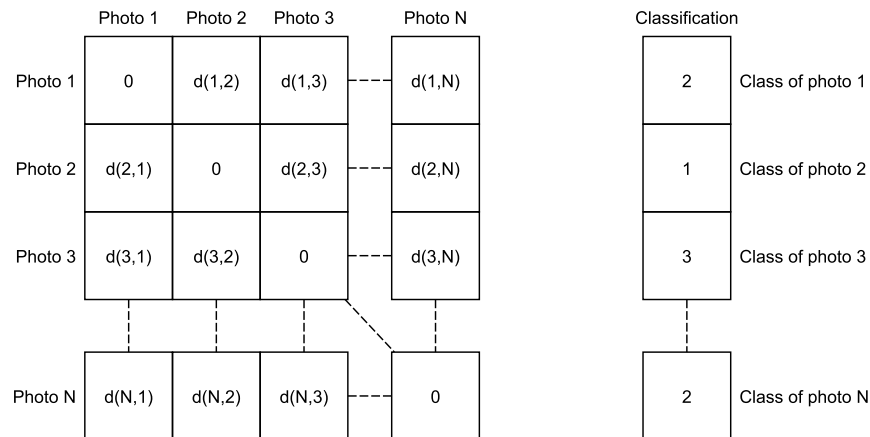 Photo 1 Photo 2 Photo 3 Photo N Classification
Photo 1 0 d(1,2) d(1,3) d(1,N) 2 Class of photo 1
Photo 2 d(2,1) 0 d(2,3) d(2,N) 1 Class of photo 2
Photo 3 d(3,1) d(3,2) 0 d(3,N) 3 Class of photo 3
Photo N d(N,1) d(N,2) d(N,3) 0 2 Class of photo N